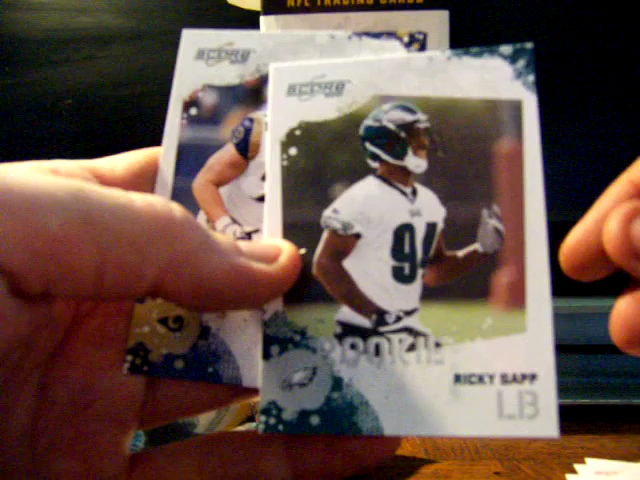 NFL TRADING CARDS
SCORE
SCORE
94
ROOKIE
RICKY SAPP
LB